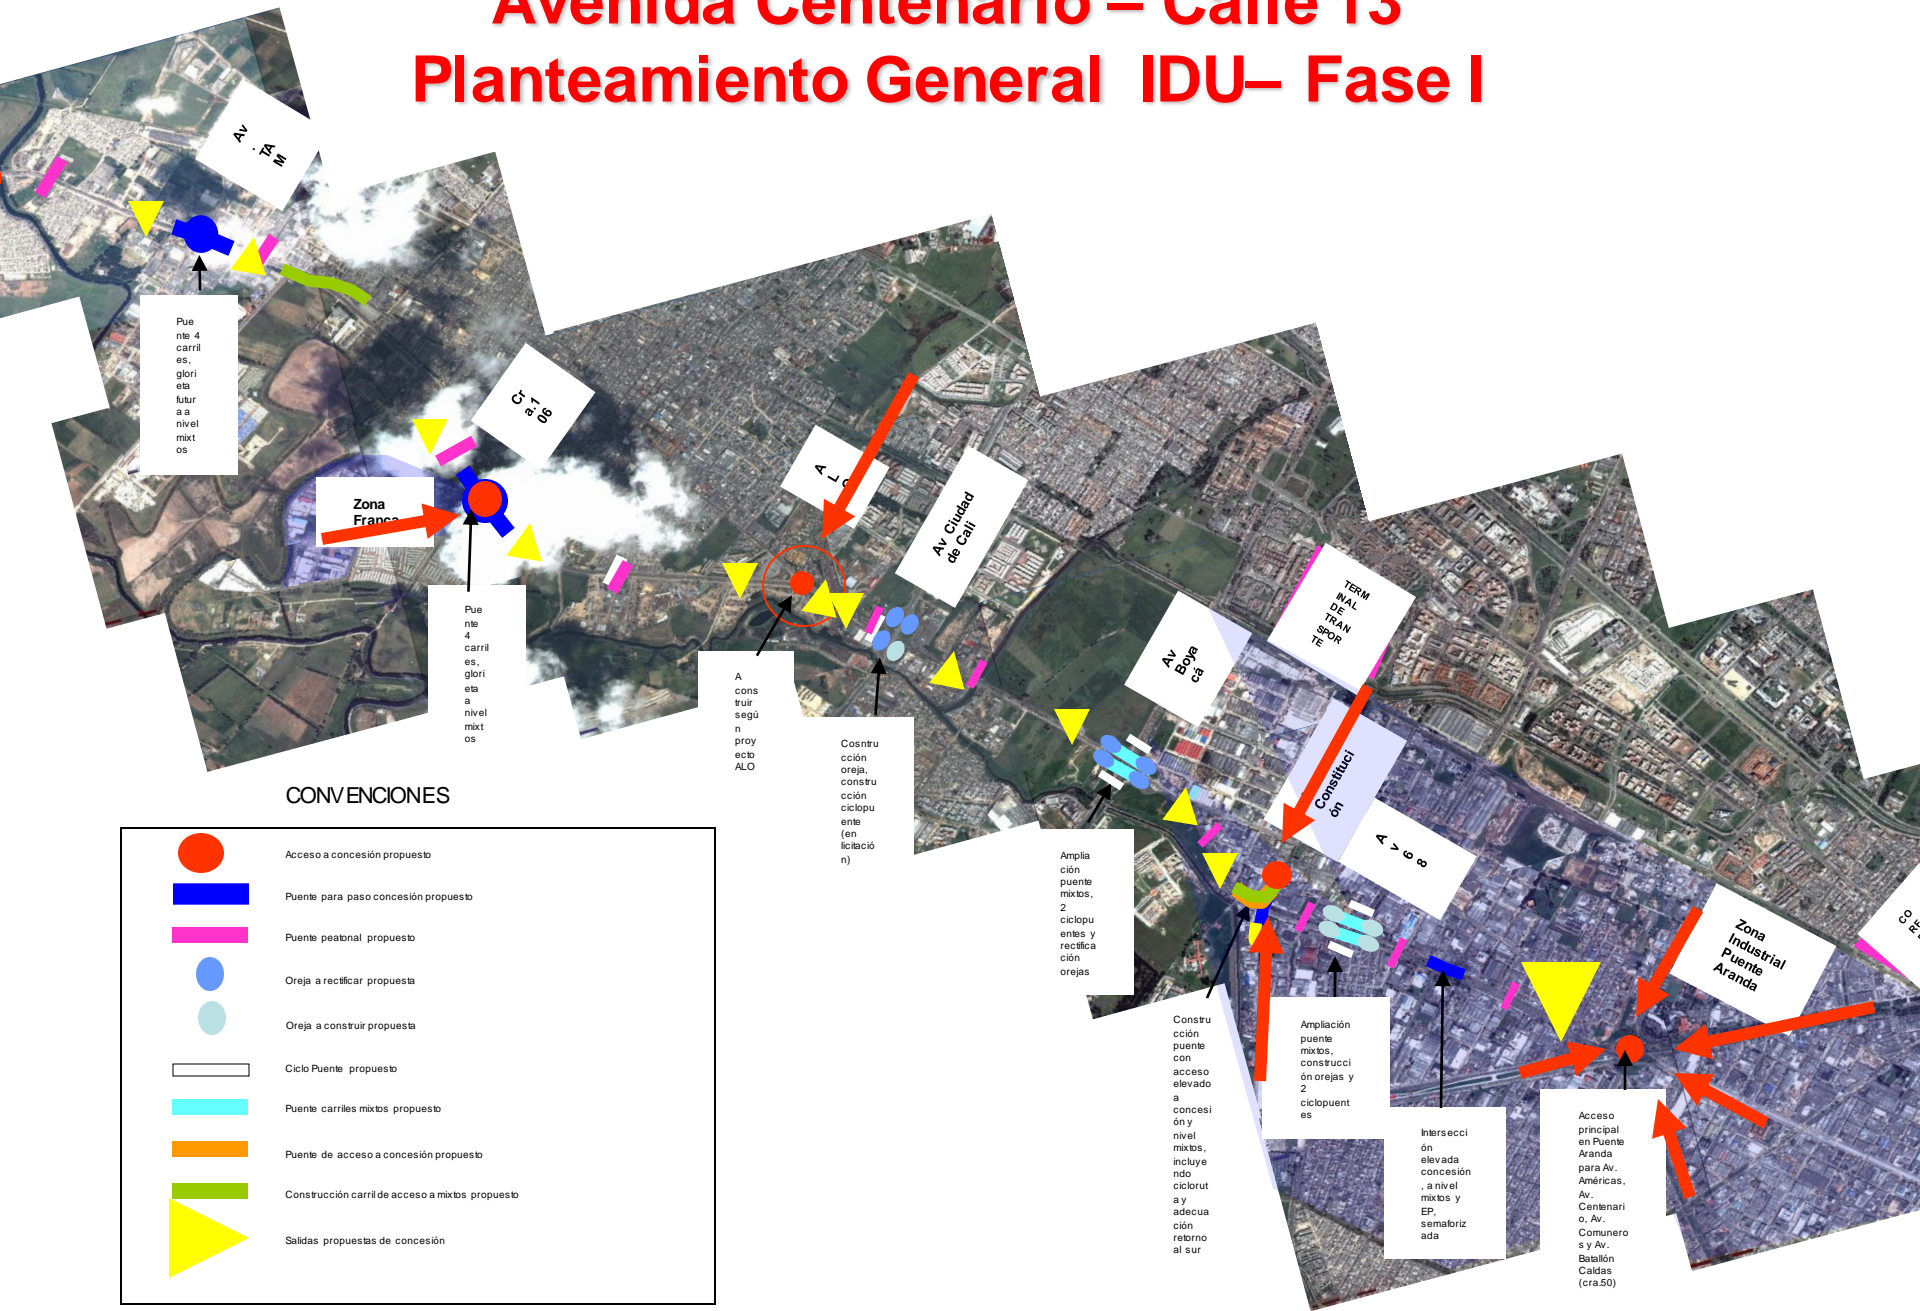 Avenida Centenario – Calle 13
Planteamiento General IDU– Fase I
Av
. TA
M
Pue
nte 4
carril
es,
glori
eta
futur
a a
nivel
mixt
os
Cr
a.1
06
Zona
Franca
Pue
nte
4
carril
es,
glori
eta
a
nivel
mixt
os
A
L
O
Av Ciudad
de Cali
A
cons
truir
segú
n
proy
ecto
ALO
Cosntru
cción
oreja,
constru
cción
ciclopu
ente
(en
licitació
n)
Av
Boya
cá
TERM
INAL
DE
TRAN
SPOR
TE
Constituci
ón
A
v 6
8
Amplia
ción
puente
mixtos,
2
ciclopu
entes y
rectifica
ción
orejas
Zona
Industrial
Puente
Aranda
CO
Constru
cción
puente
con
acceso
elevado
a
concesi
ón y
nivel
mixtos,
incluye
ndo
ciclorut
a y
adecua
ción
retorno
al sur
Ampliación
puente
mixtos,
construcci
ón orejas y
2
ciclopuent
es
Intersecci
ón
elevada
concesión
, a nivel
mixtos y
EP,
semaforiz
ada
Acceso
principal
en Puente
Aranda
para Av.
Américas,
Av.
Centenari
o, Av.
Comunero
s y Av.
Batallón
Caldas
(cra.50)
CONVENCIONES
Acceso a concesión propuesto
Puente para paso concesión propuesto
Puente peatonal propuesto
Oreja a rectificar propuesta
Oreja a construir propuesta
Ciclo Puente propuesto
Puente carriles mixtos propuesto
Puente de acceso a concesión propuesto
Construcción carril de acceso a mixtos propuesto
Salidas propuestas de concesión